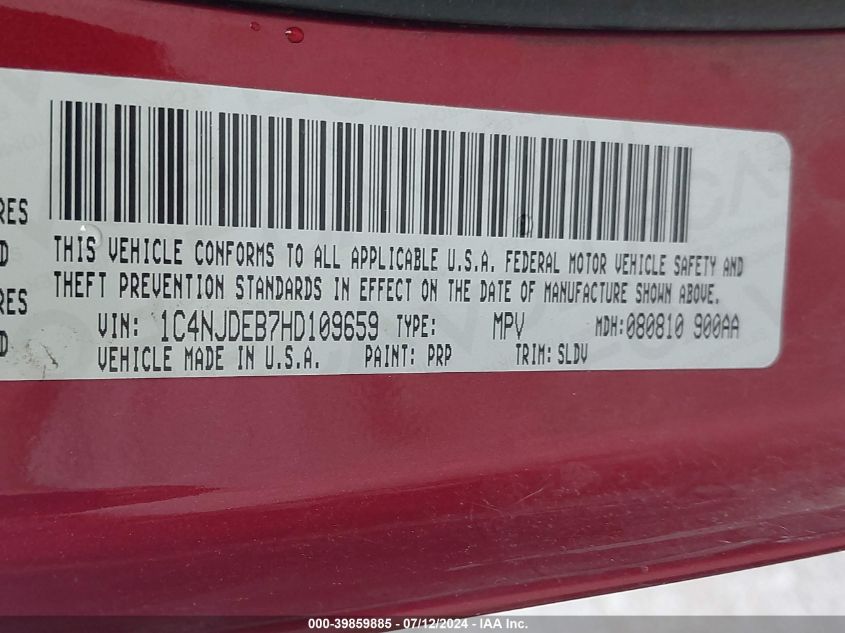 RES
D
RES
D
THIS VEHICLE CONFORMS TO ALL APPLICABLE U.S.A. FEDERAL MOTOR VEHICLE SAFETY AND
THEFT PREVENTION STANDARDS IN EFFECT ON THE DATE OF MANUFACTURE SHOWN ABOVE.
VIN: 1C4NJDEB7HD109659 TYPE: MPV MDH:080810 900AA
VEHICLE MADE IN U.S.A. PAINT: PRP TRIM: SLDV
000-39859885 - 07/12/2024 - IAA Inc.